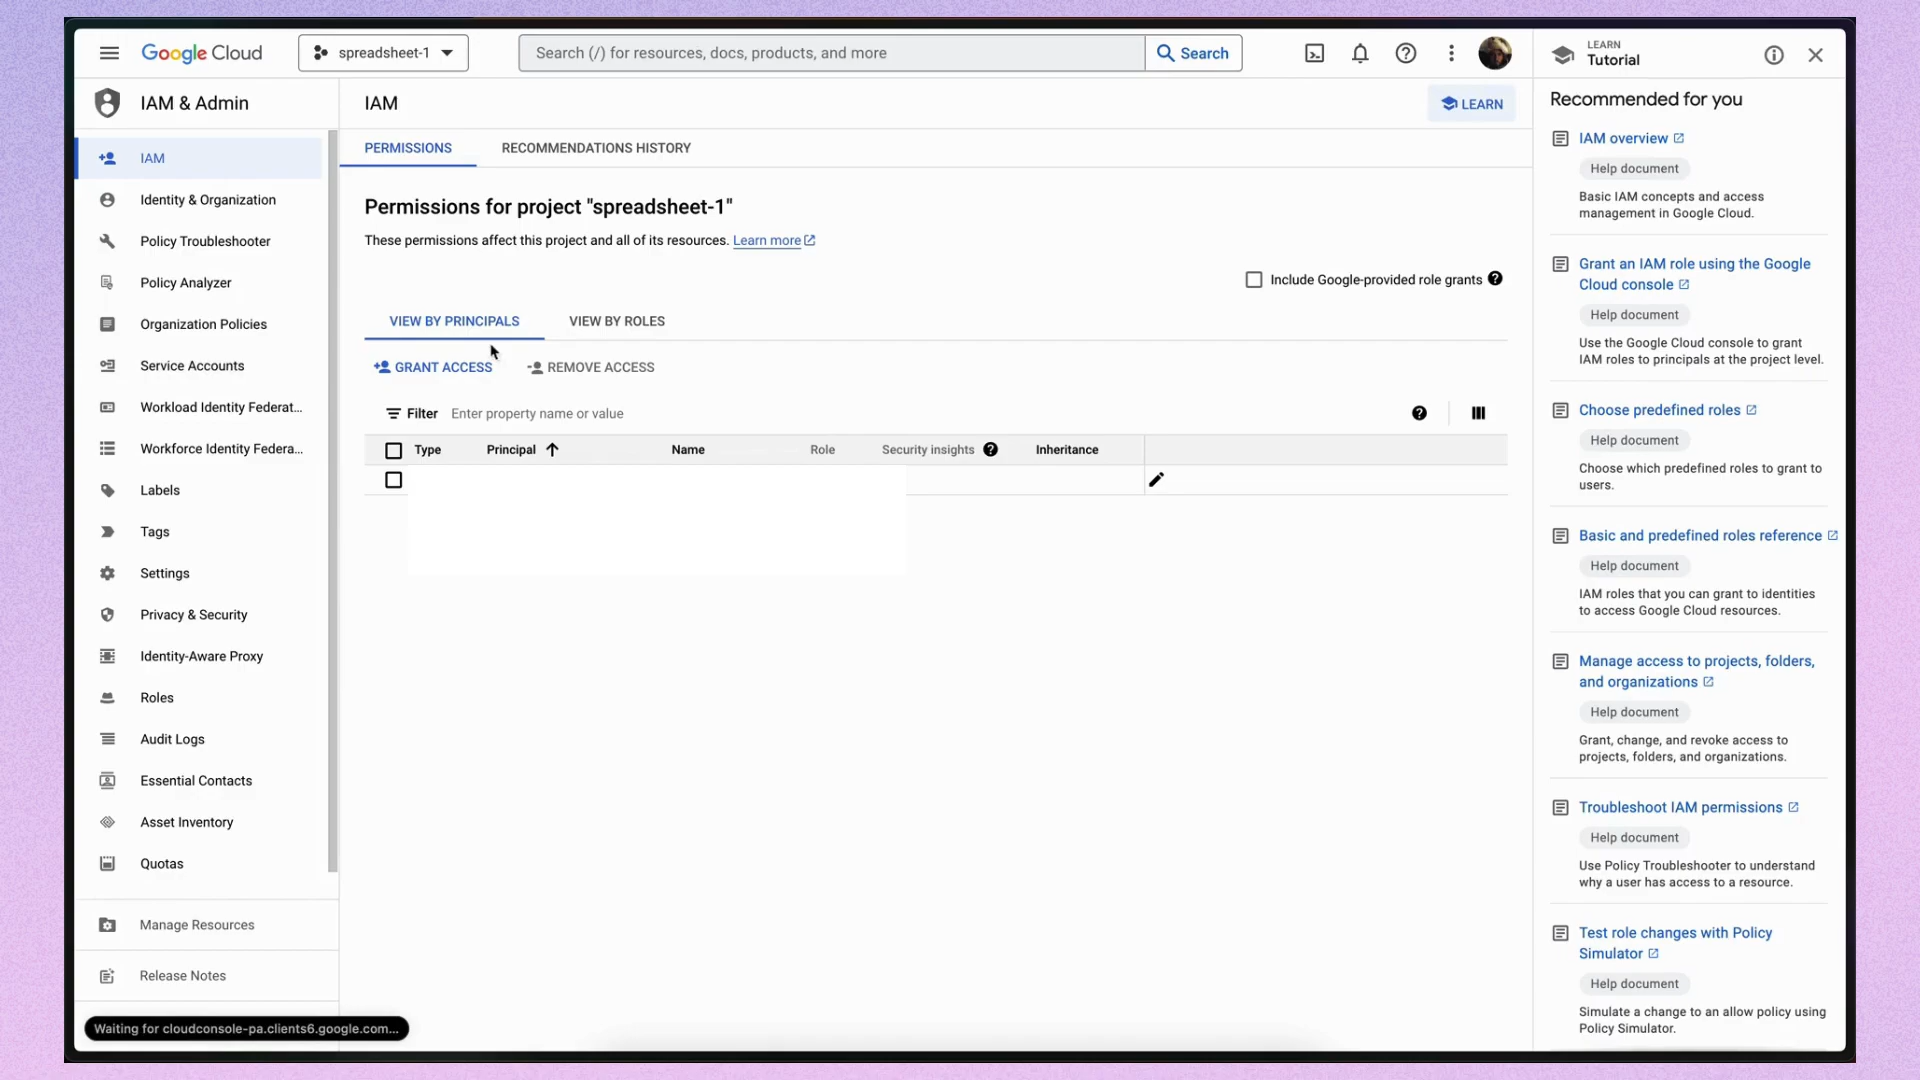 Google Cloud
spreadsheet-1
Search (/) for resources, docs, products, and more
Search
LEARN
Tutorial
IAM & Admin
IAM
LEARN
Recommended for you
IAM
Identity & Organization
Policy Troubleshooter
Policy Analyzer
Organization Policies
Service Accounts
Workload Identity Federat...
Workforce Identity Federa...
Labels
Tags
Settings
Privacy & Security
Identity-Aware Proxy
Roles
Audit Logs
Essential Contacts
Asset Inventory
Quotas
Manage Resources
Release Notes
Waiting for cloudconsole-pa.clients6.google.com...
PERMISSIONS
RECOMMENDATIONS HISTORY
Permissions for project "spreadsheet-1"
These permissions affect this project and all of its resources. Learn more
Include Google-provided role grants
VIEW BY PRINCIPALS
VIEW BY ROLES
GRANT ACCESS
REMOVE ACCESS
Filter
Enter property name or value
Type
Principal
Name
Role
Security insights
Inheritance
IAM overview
Help document
Basic IAM concepts and access
management in Google Cloud.
Grant an IAM role using the Google
Cloud console
Help document
Use the Google Cloud console to grant
IAM roles to principals at the project level.
Choose predefined roles
Help document
Choose which predefined roles to grant to
users.
Basic and predefined roles reference
Help document
IAM roles that you can grant to identities
to access Google Cloud resources.
Manage access to projects, folders,
and organizations
Help document
Grant, change, and revoke access to
projects, folders, and organizations.
Troubleshoot IAM permissions
Help document
Use Policy Troubleshooter to understand
why a user has access to a resource.
Test role changes with Policy
Simulator
Help document
Simulate a change to an allow policy using
Policy Simulator.